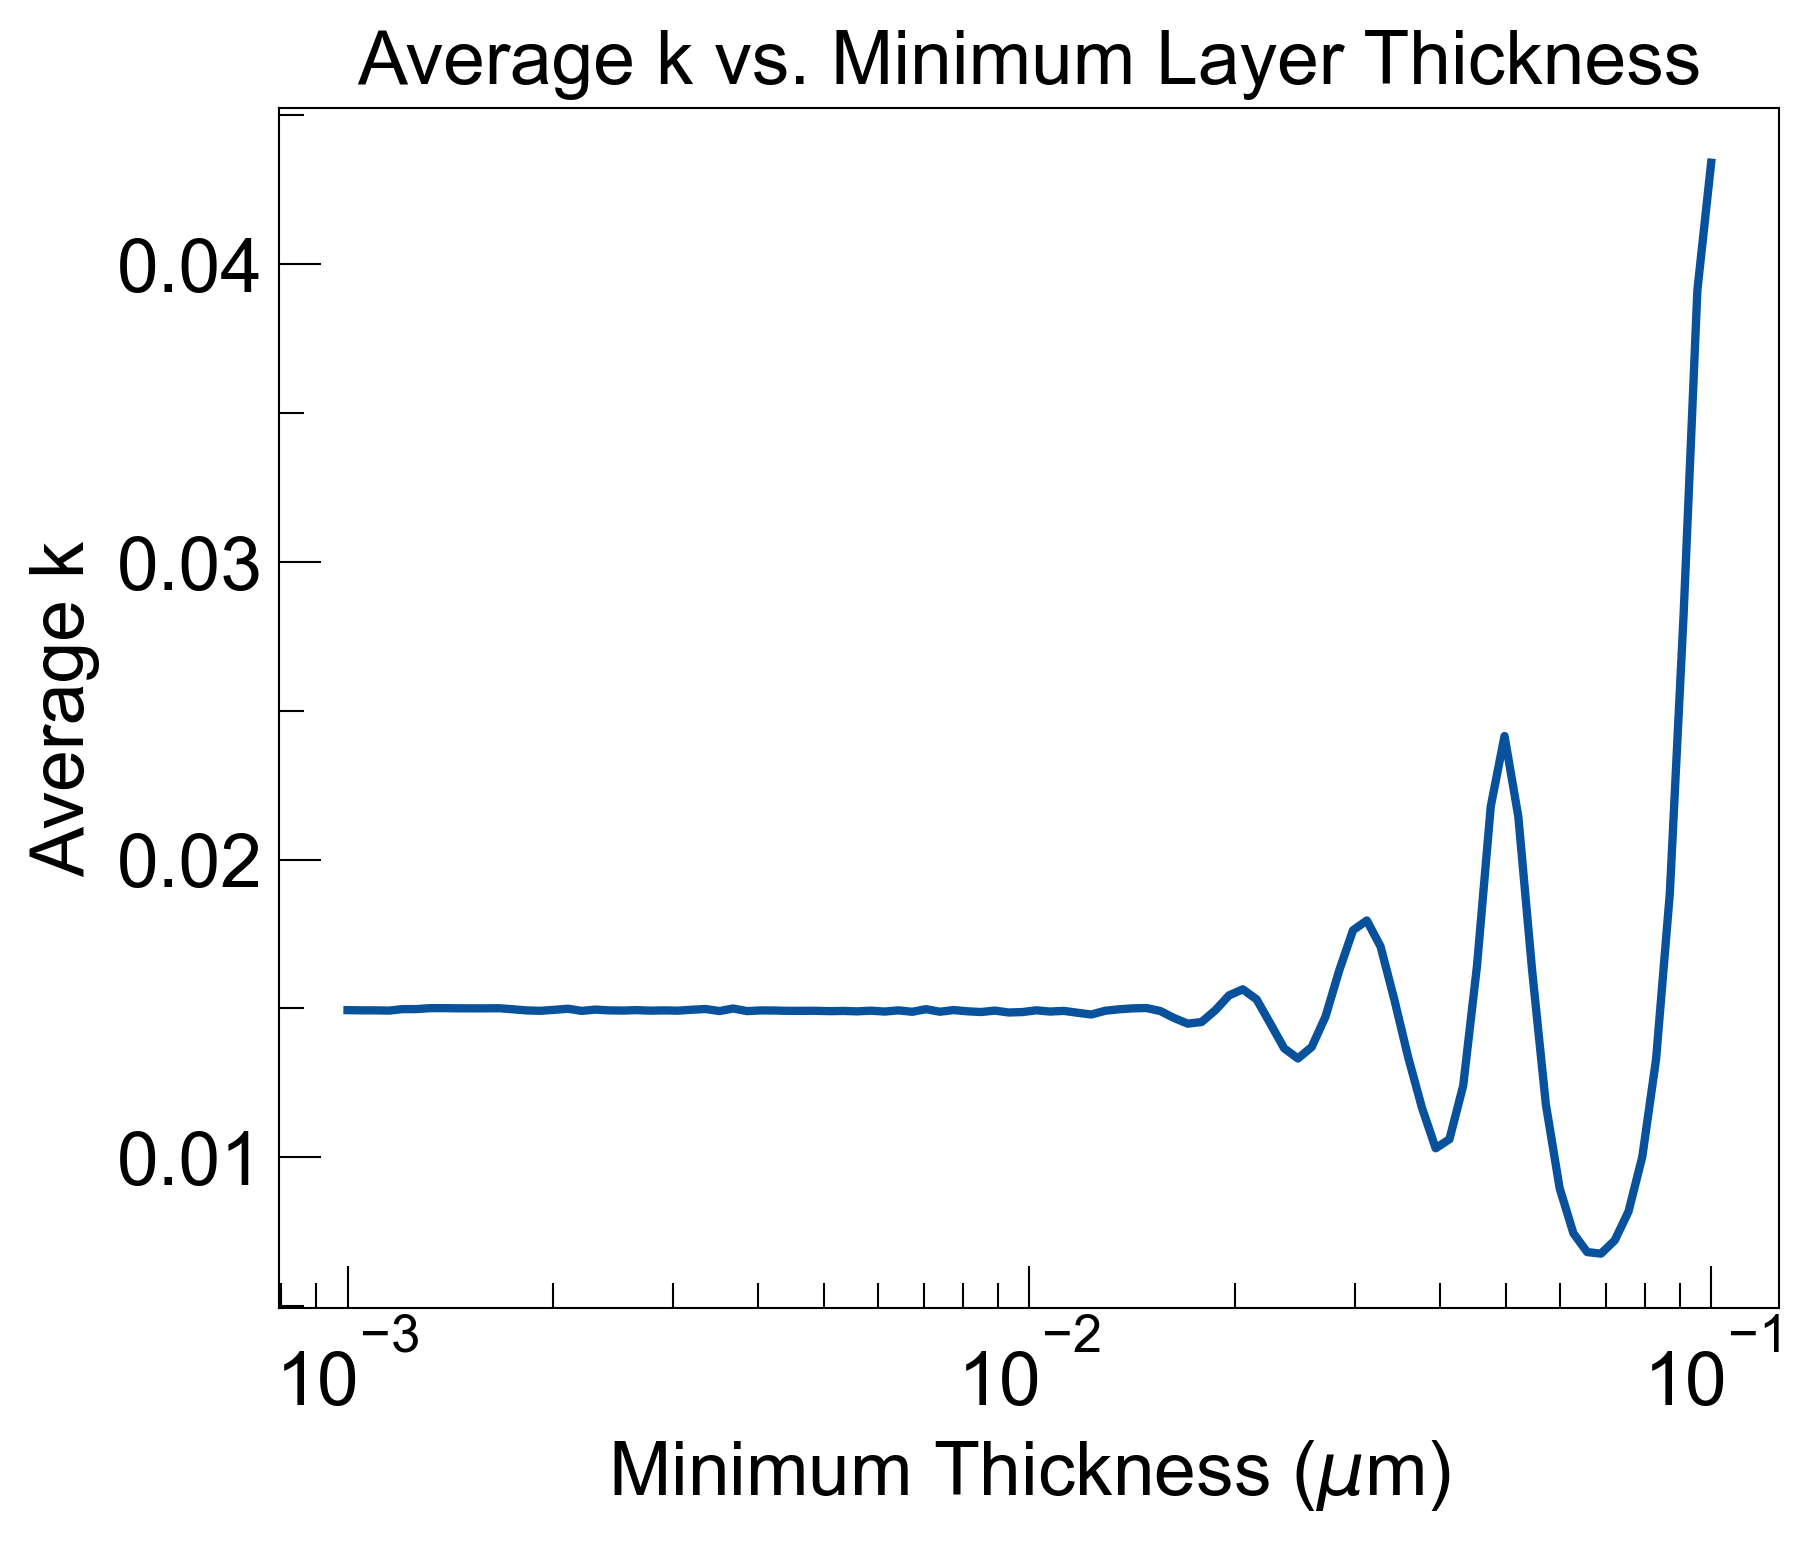 Average k vs. Minimum Layer Thickness
Average k
0.04
0.03
0.02
0.01
10⁻³
10⁻²
10⁻¹
Minimum Thickness (μm)